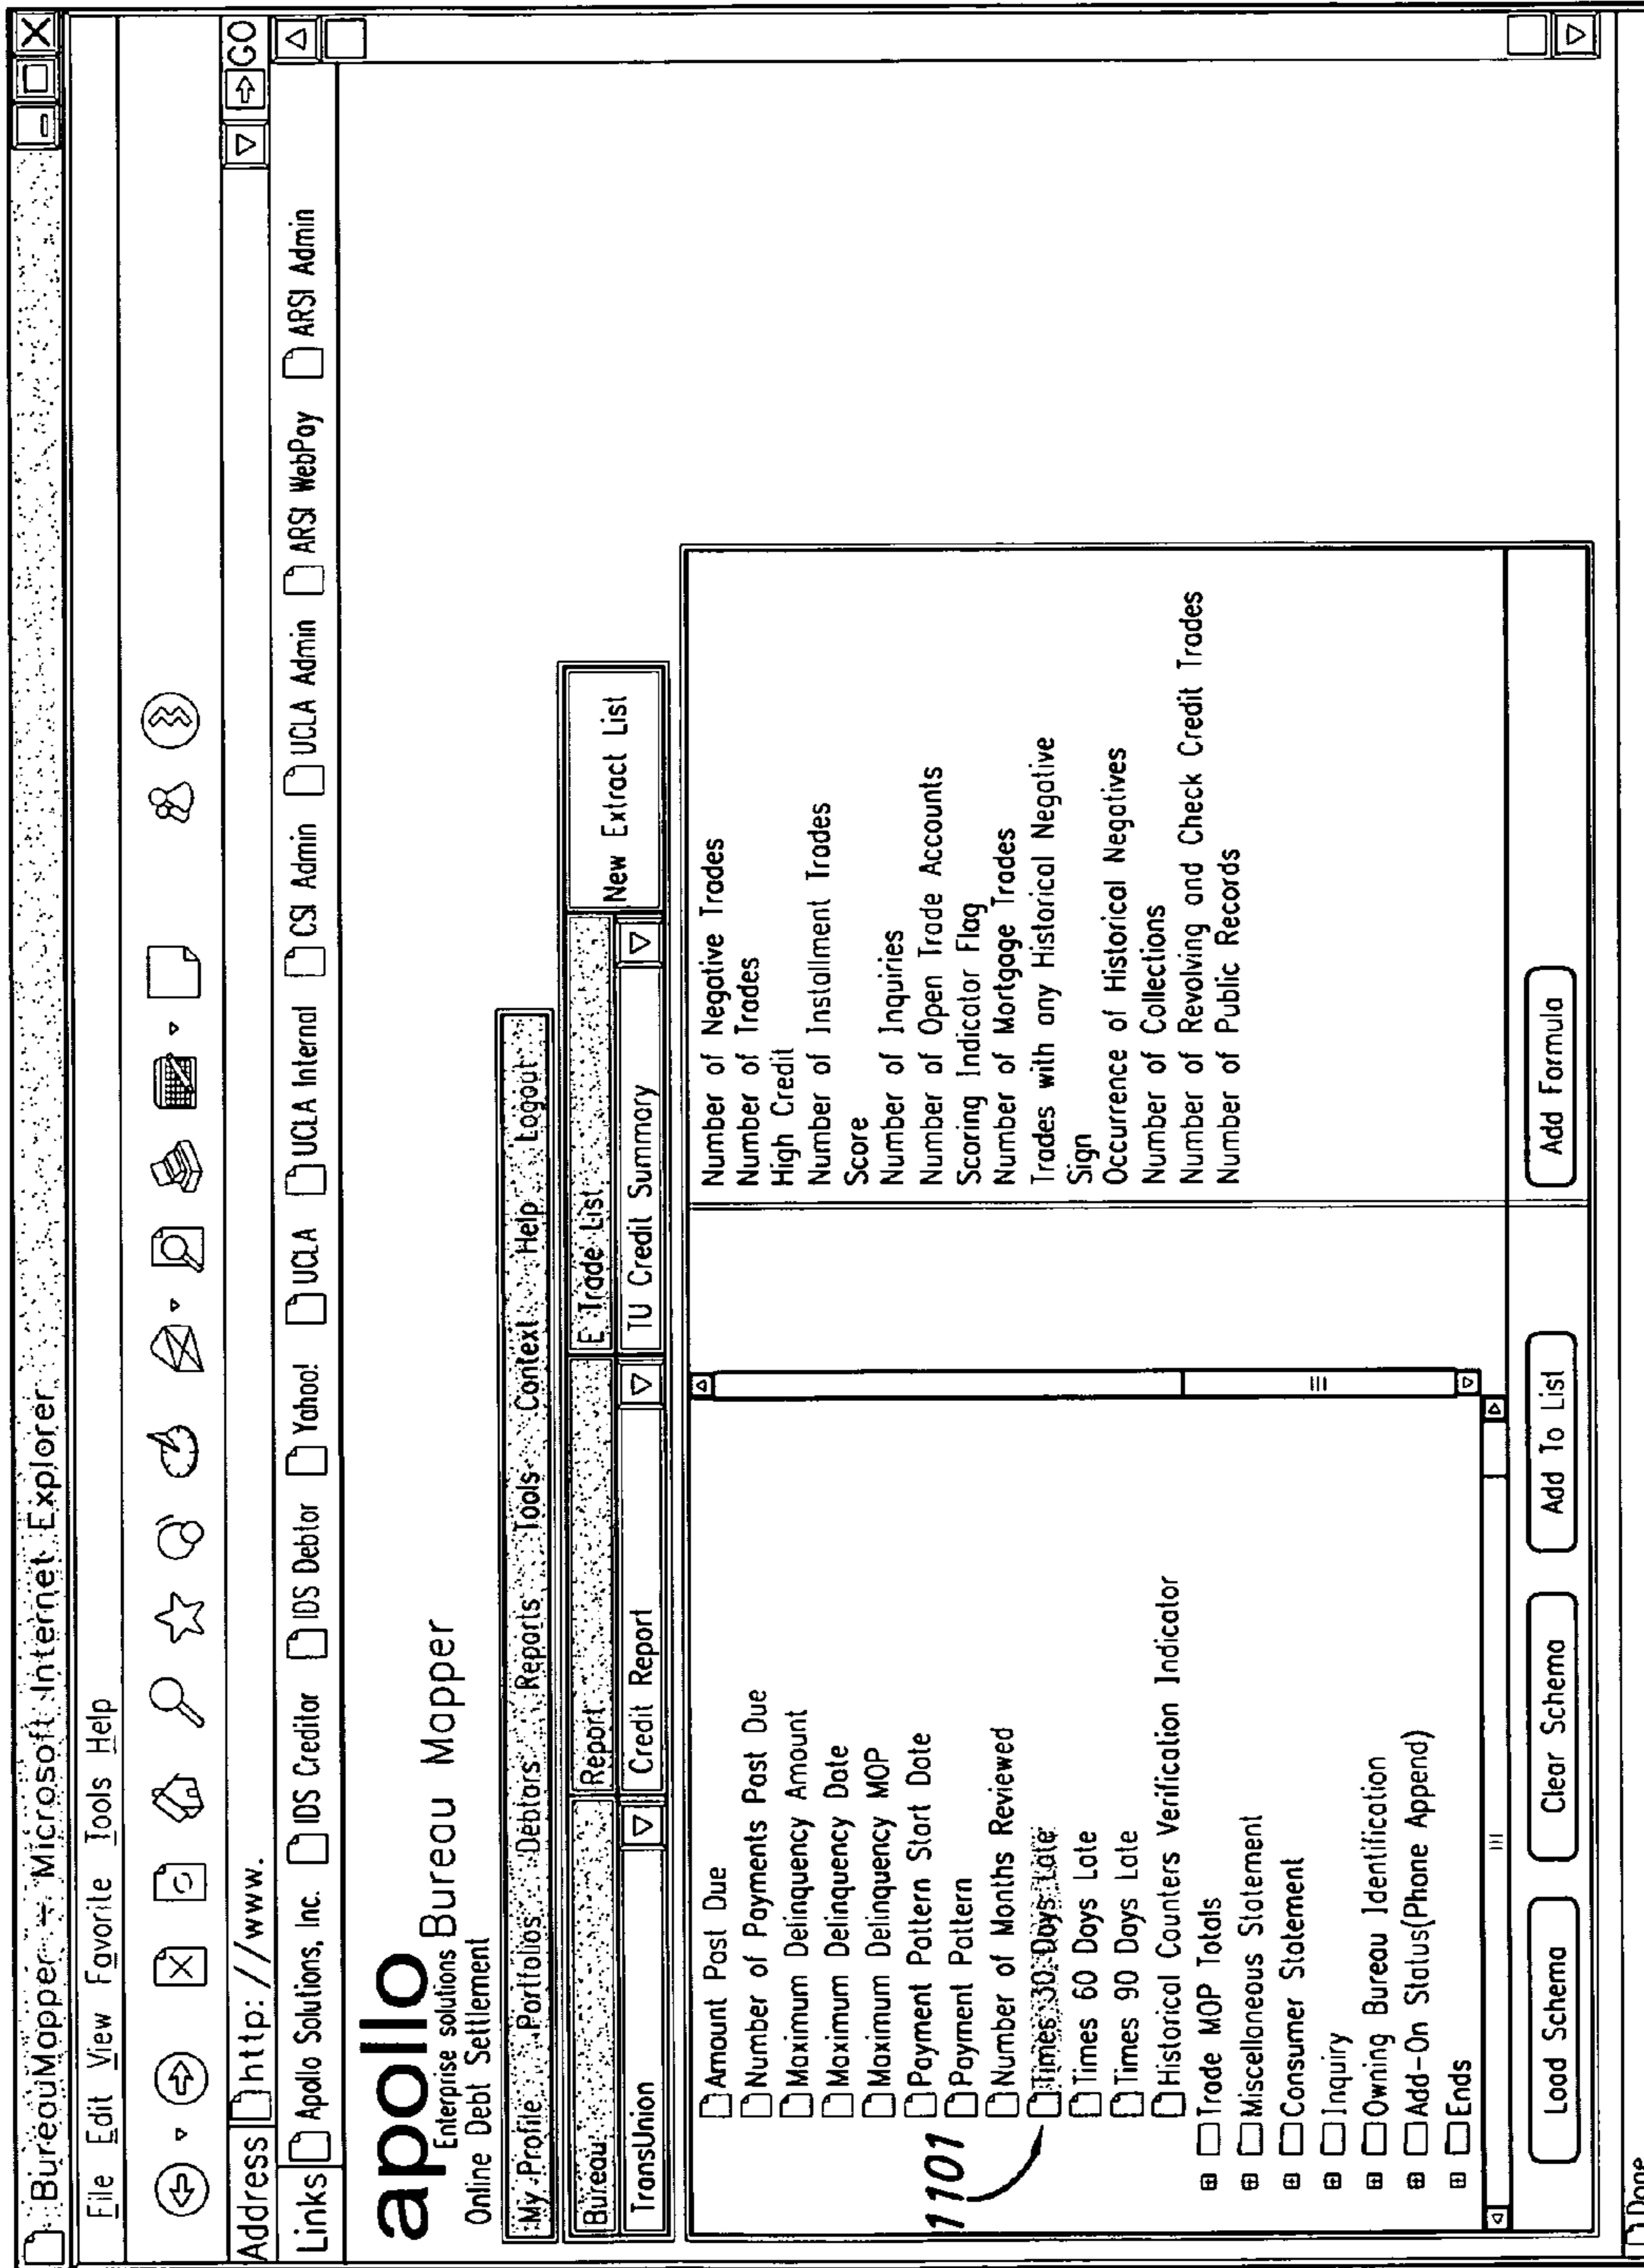 BureauMapper — Microsoft Internet Explorer
File Edit View Favorite Tools Help
Address http://www. GO
Links Apollo Solutions, Inc. IDS Creditor IDS Debtor Yahoo! UCLA UCLA Internal CSI Admin UCLA Admin ARSI WebPay ARSI Admin
apollo
Enterprise solutions Bureau Mapper
Online Debt Settlement
My Profile Portfolios Debtors Reports Tools Context Help Logout
Bureau Report E Trade List
TransUnion Credit Report TU Credit Summary New Extract List
Amount Past Due
Number of Payments Past Due
Maximum Delinquency Amount
Maximum Delinquency Date
Maximum Delinquency MOP
Payment Pattern Start Date
1101
Payment Pattern
Number of Months Reviewed
Times 30 Days Late
Times 60 Days Late
Times 90 Days Late
Historical Counters Verification Indicator
Trade MOP Totals
Miscellaneous Statement
Consumer Statement
Inquiry
Owning Bureau Identification
Add-On Status(Phone Append)
Ends
Number of Negative Trades
Number of Trades
High Credit
Number of Installment Trades
Score
Number of Inquiries
Number of Open Trade Accounts
Scoring Indicator Flag
Number of Mortgage Trades
Trades with any Historical Negative
Sign
Occurrence of Historical Negatives
Number of Collections
Number of Revolving and Check Credit Trades
Number of Public Records
Load Schema Clear Schema Add To List Add Formula
Done